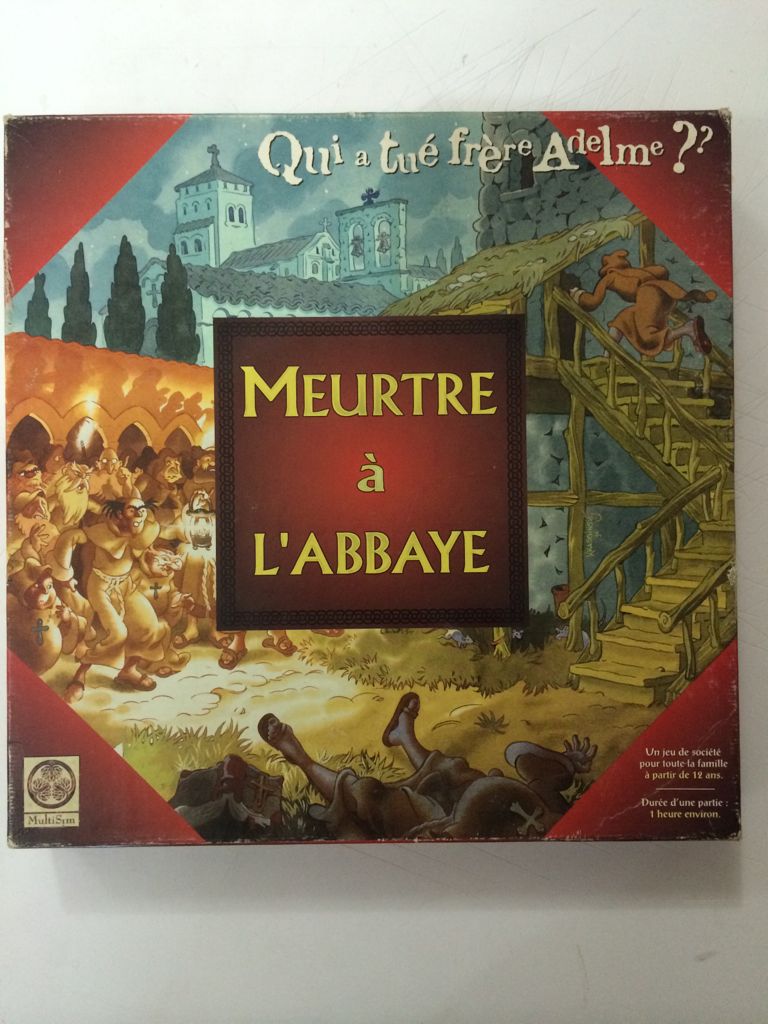 Qui a tué frère Adelme ??
MEURTRE
à
L'ABBAYE
Un jeu de société
pour toute la famille
à partir de 12 ans.
Durée d'une partie :
1 heure environ.
MultiSim